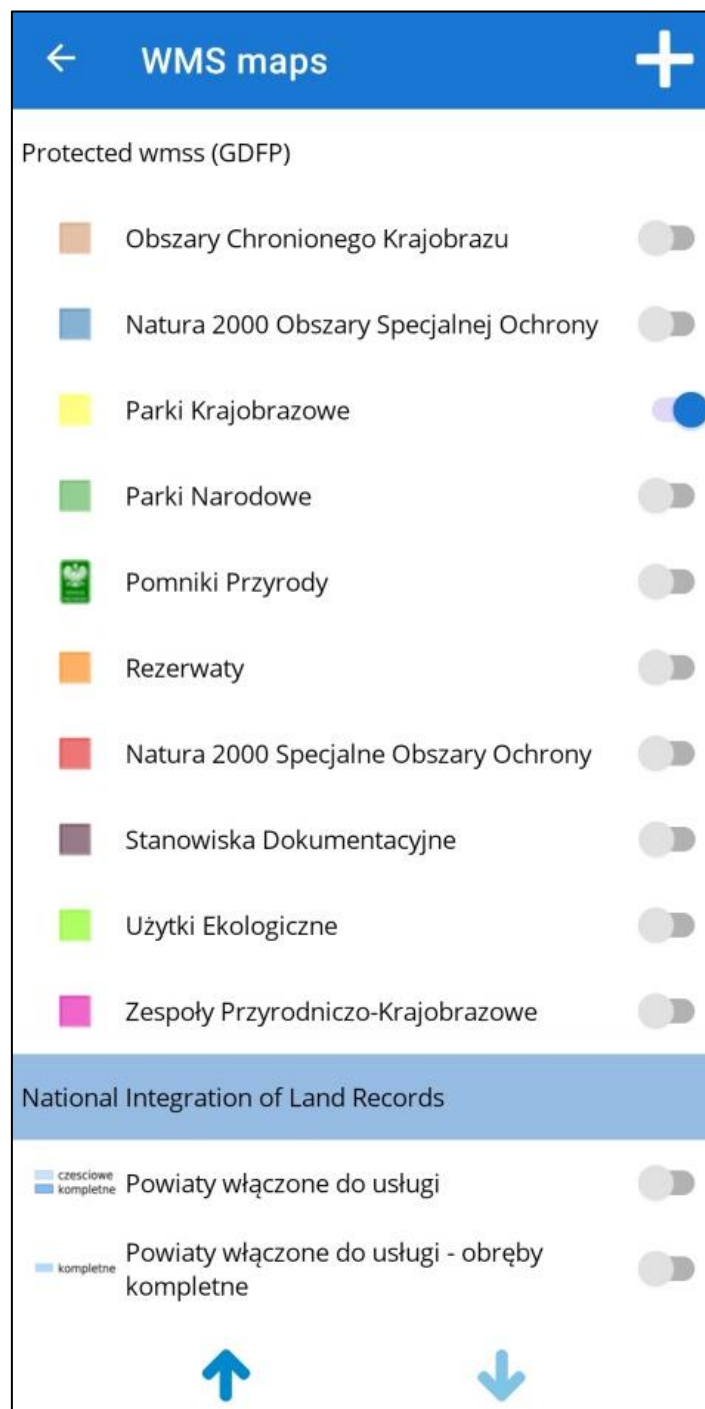 WMS maps
Protected wmss (GDFP)
Obszary Chronionego Krajobrazu
Natura 2000 Obszary Specjalnej Ochrony
Parki Krajobrazowe
Parki Narodowe
Pomniki Przyrody
Rezerwaty
Natura 2000 Specjalne Obszary Ochrony
Stanowiska Dokumentacyjne
Użytki Ekologiczne
Zespoły Przyrodniczo-Krajobrazowe
National Integration of Land Records
czesciowe
kompletne
Powiaty włączone do usługi
kompletne
Powiaty włączone do usługi - obręby
kompletne